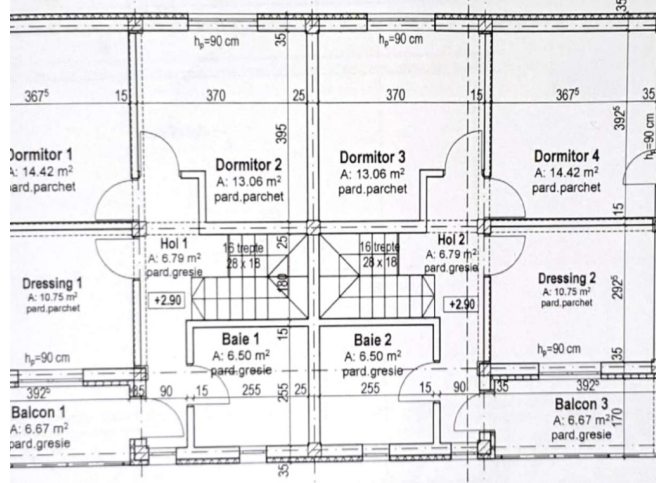 35
35
hp=90 cm
hp=90 cm
367⁵
15
370
25
370
15
367⁵
35
395
392⁵
hp=90 cm
Dormitor 1
A: 14.42 m²
pard.parchet
Dormitor 2
A: 13.06 m²
pard.parchet
Dormitor 3
A: 13.06 m²
pard.parchet
Dormitor 4
A: 14.42 m²
pard.parchet
15
Hol 1
A: 6.79 m²
pard.gresie
+2.90
16 trepte
28 x 18
25
180
16 trepte
28 x 18
Hol 2
A: 6.79 m²
pard.gresie
+2.90
Dressing 1
A: 10.75 m²
pard.parchet
Dressing 2
A: 10.75 m²
pard.parchet
292⁵
15
Baie 1
A: 6.50 m²
pard.gresie
Baie 2
A: 6.50 m²
pard.gresie
hp=90 cm
hp=90 cm
35
392⁵
35
90
15
255
25
255
15
90
35
392⁵
255
Balcon 1
A: 6.67 m²
pard.gresie
Balcon 3
A: 6.67 m²
pard.gresie
170
35